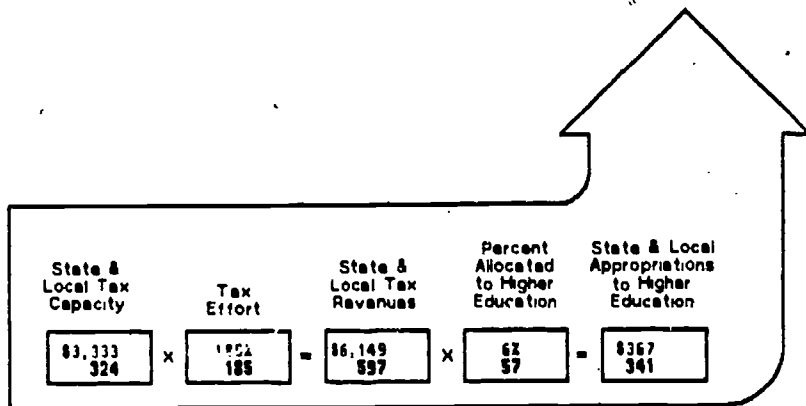 State &
Local Tax
Capacity
Tax
Effort
State &
Local Tax
Revenues
Percent
Allocated
to Higher
Education
State & Local
Appropriations
to Higher
Education
$3,333
324
×
185
=
$6,149
597
×
6%
57
=
$367
341